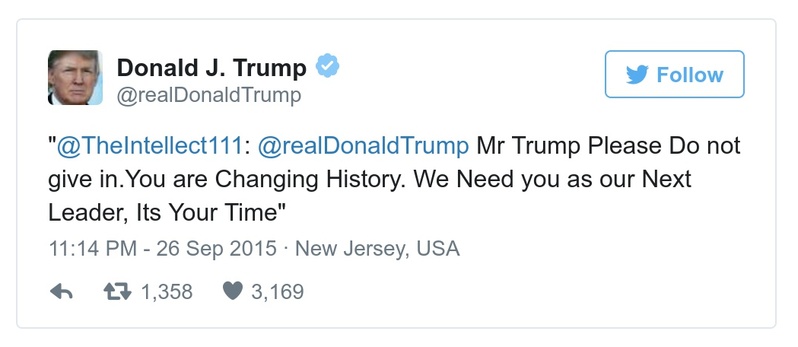 Donald J. Trump
@realDonaldTrump
Follow
"@TheIntellect111: @realDonaldTrump Mr Trump Please Do not
give in.You are Changing History. We Need you as our Next
Leader, Its Your Time"
11:14 PM - 26 Sep 2015 · New Jersey, USA
1,358 3,169